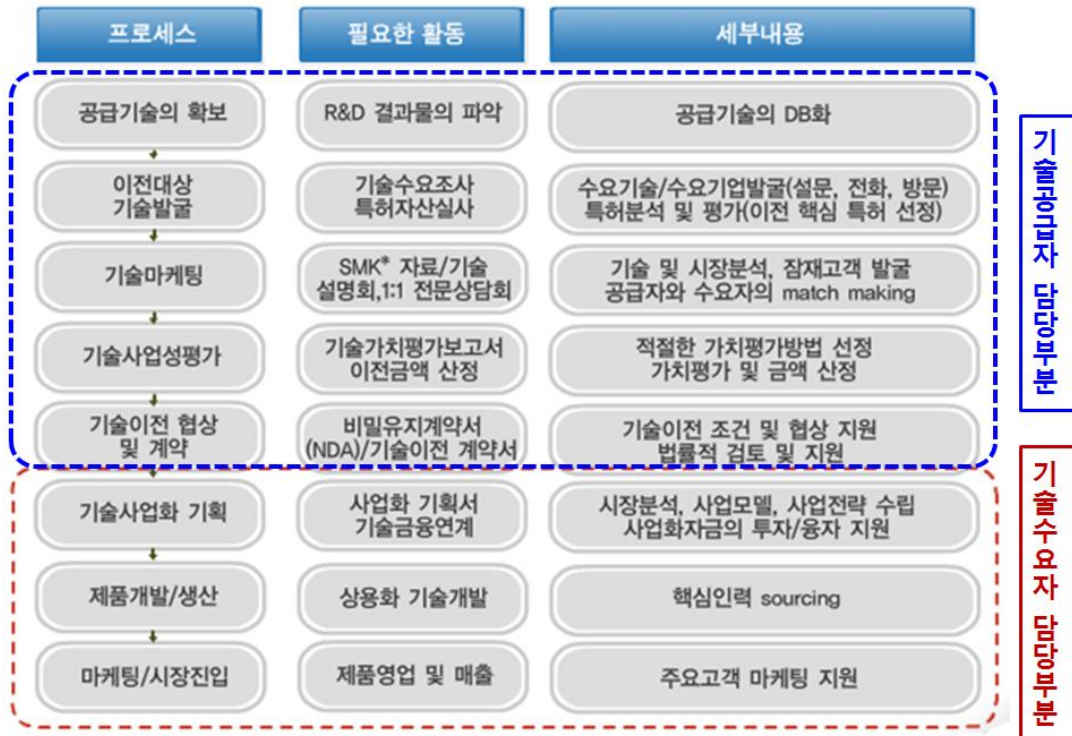 프로세스
필요한 활동
세부내용
공급기술의 확보
R&D 결과물의 파악
공급기술의 DB화
이전대상
기술발굴
기술수요조사
특허자산실사
수요기술/수요기업발굴(설문, 전화, 방문)
특허분석 및 평가(이전 핵심 특허 선정)
기술마케팅
SMK* 자료/기술
설명회,1:1 전문상담회
기술 및 시장분석, 잠재고객 발굴
공급자와 수요자의 match making
기술사업성평가
기술가치평가보고서
이전금액 산정
적절한 가치평가방법 선정
가치평가 및 금액 산정
기술이전 협상
및 계약
비밀유지계약서
(NDA)/기술이전 계약서
기술이전 조건 및 협상 지원
법률적 검토 및 지원
기술사업화 기획
사업화 기획서
기술금융연계
시장분석, 사업모델, 사업전략 수립
사업화자금의 투자/융자 지원
제품개발/생산
상용화 기술개발
핵심인력 sourcing
마케팅/시장진입
제품영업 및 매출
주요고객 마케팅 지원
기술공급자 담당부분
기술수요자 담당부분